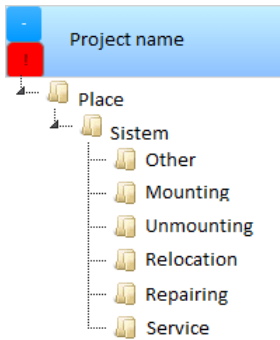 -
!
Project name
Place
Sistem
Other
Mounting
Unmounting
Relocation
Repairing
Service